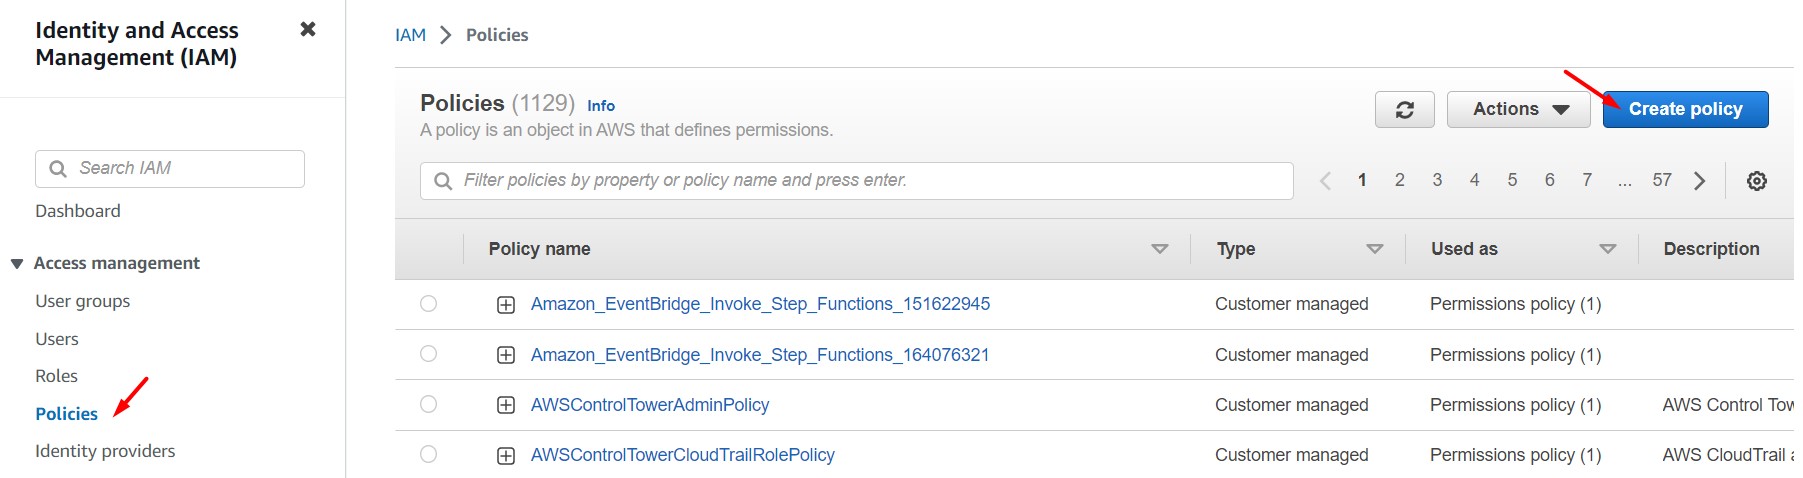 Identity and Access
Management (IAM)
Search IAM
Dashboard
Access management
User groups
Users
Roles
Policies
Identity providers
IAM > Policies
Policies (1129) Info
A policy is an object in AWS that defines permissions.
Actions
Create policy
Filter policies by property or policy name and press enter.
1 2 3 4 5 6 7 ... 57
Policy name Type Used as Description
Amazon_EventBridge_Invoke_Step_Functions_151622945 Customer managed Permissions policy (1)
Amazon_EventBridge_Invoke_Step_Functions_164076321 Customer managed Permissions policy (1)
AWSControlTowerAdminPolicy Customer managed Permissions policy (1) AWS Control Tow
AWSControlTowerCloudTrailRolePolicy Customer managed Permissions policy (1) AWS CloudTrail a